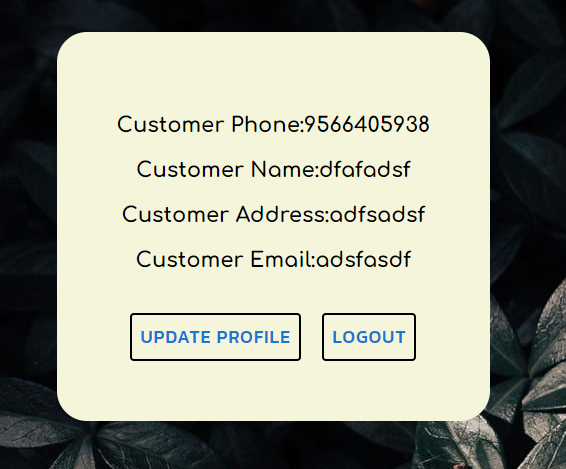 Customer Phone:9566405938
Customer Name:dfafadsf
Customer Address:adfsadsf
Customer Email:adsfasdf
UPDATE PROFILE LOGOUT